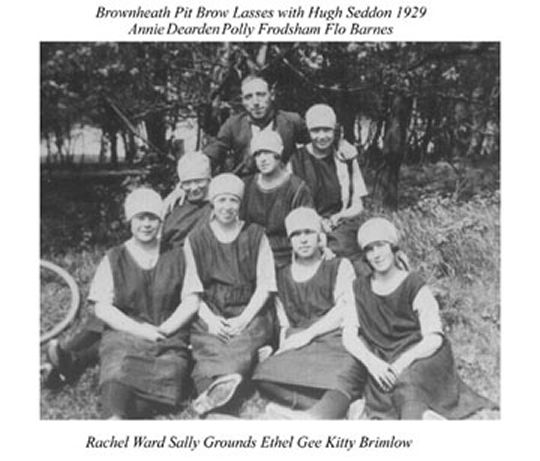 Brownheath Pit Brow Lasses with Hugh Seddon 1929
Annie Dearden Polly Frodsham Flo Barnes
Rachel Ward Sally Grounds Ethel Gee Kitty Brimlow